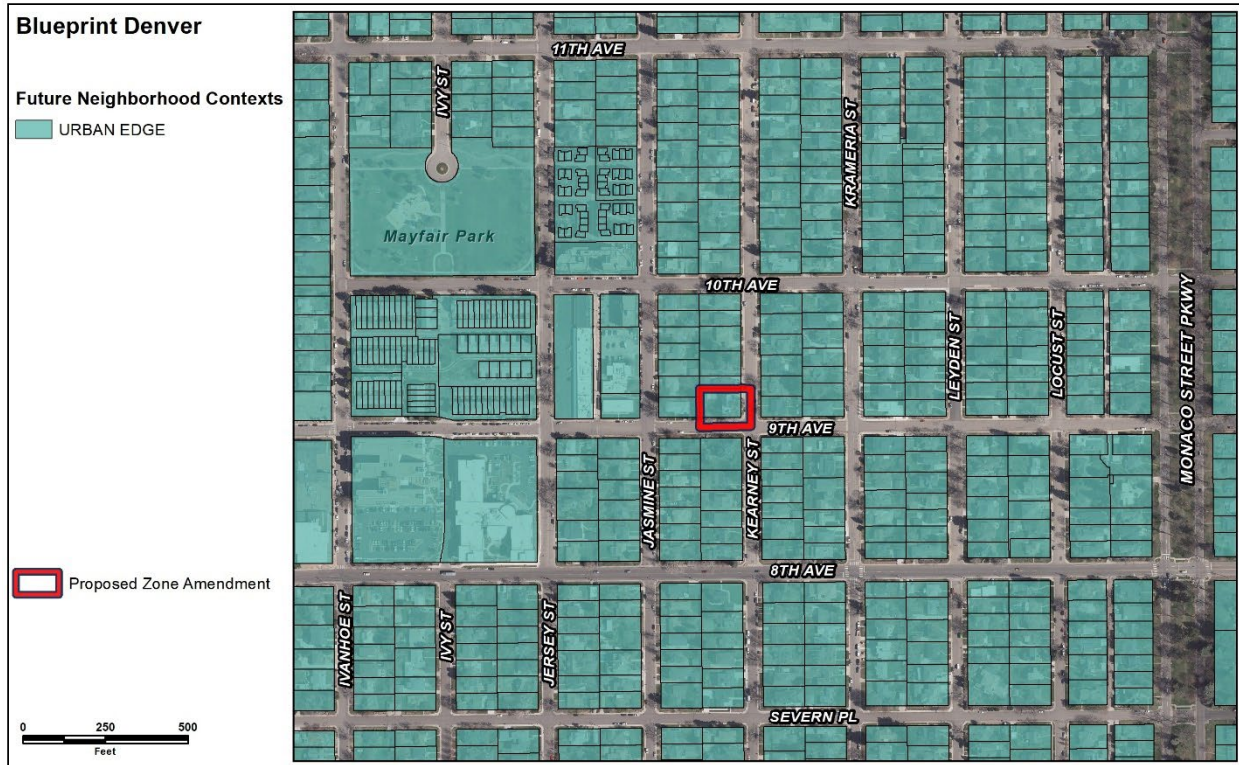 Blueprint Denver
Future Neighborhood Contexts
URBAN EDGE
Proposed Zone Amendment
0 250 500
Feet
11TH AVE
IVY ST
KRAMERIA ST
Mayfair Park
10TH AVE
LEYDEN ST
LOCUST ST
MONACO STREET PKWY
9TH AVE
JASMINE ST
KEARNEY ST
8TH AVE
IVANHOE ST
IVY ST
JERSEY ST
SEVERN PL